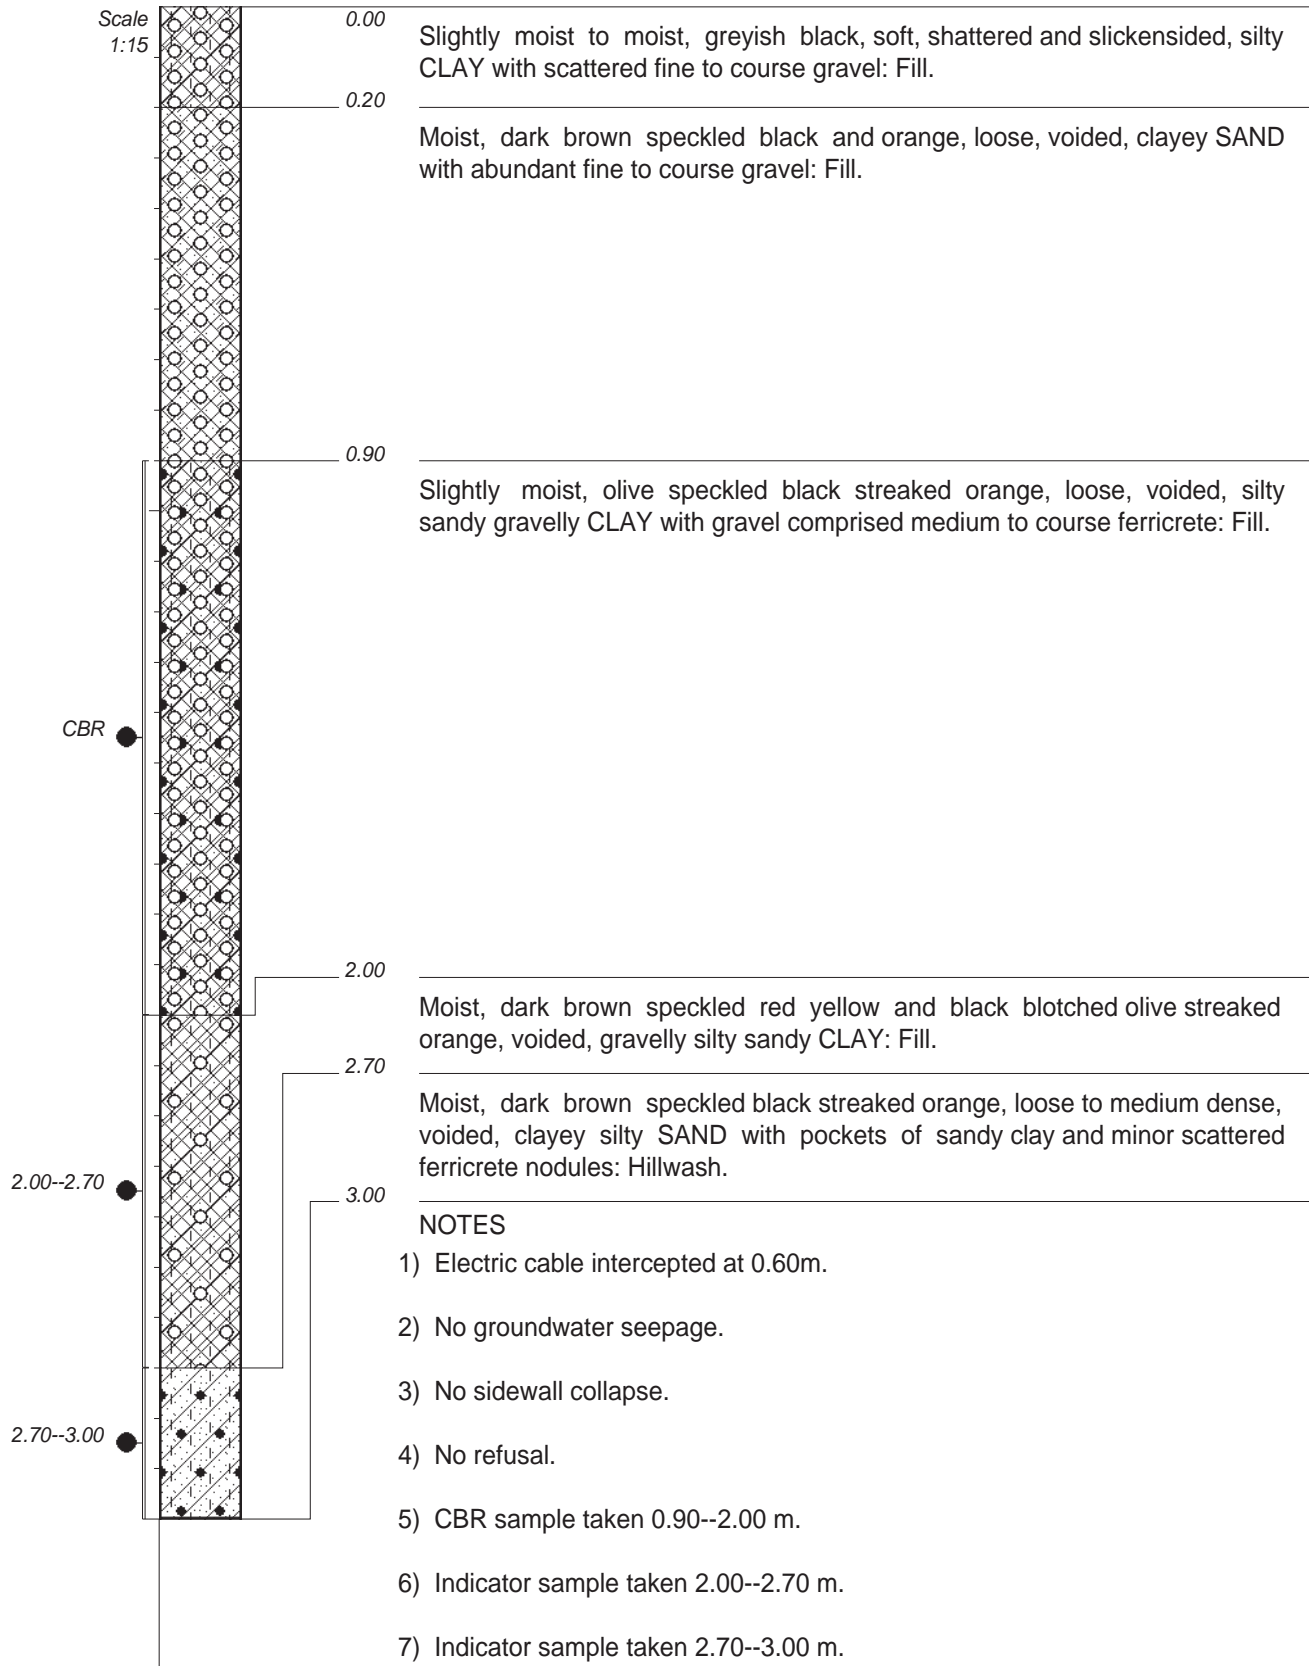 Scale
1:15
0.00
Slightly moist to moist, greyish black, soft, shattered and slickensided, silty
CLAY with scattered fine to course gravel: Fill.
0.20
Moist, dark brown speckled black and orange, loose, voided, clayey SAND
with abundant fine to course gravel: Fill.
0.90
Slightly moist, olive speckled black streaked orange, loose, voided, silty
sandy gravelly CLAY with gravel comprised medium to course ferricrete: Fill.
CBR
2.00
Moist, dark brown speckled red yellow and black blotched olive streaked
orange, voided, gravelly silty sandy CLAY: Fill.
2.70
Moist, dark brown speckled black streaked orange, loose to medium dense,
voided, clayey silty SAND with pockets of sandy clay and minor scattered
ferricrete nodules: Hillwash.
2.00--2.70
3.00
NOTES
1) Electric cable intercepted at 0.60m.
2) No groundwater seepage.
3) No sidewall collapse.
2.70--3.00
4) No refusal.
5) CBR sample taken 0.90--2.00 m.
6) Indicator sample taken 2.00--2.70 m.
7) Indicator sample taken 2.70--3.00 m.